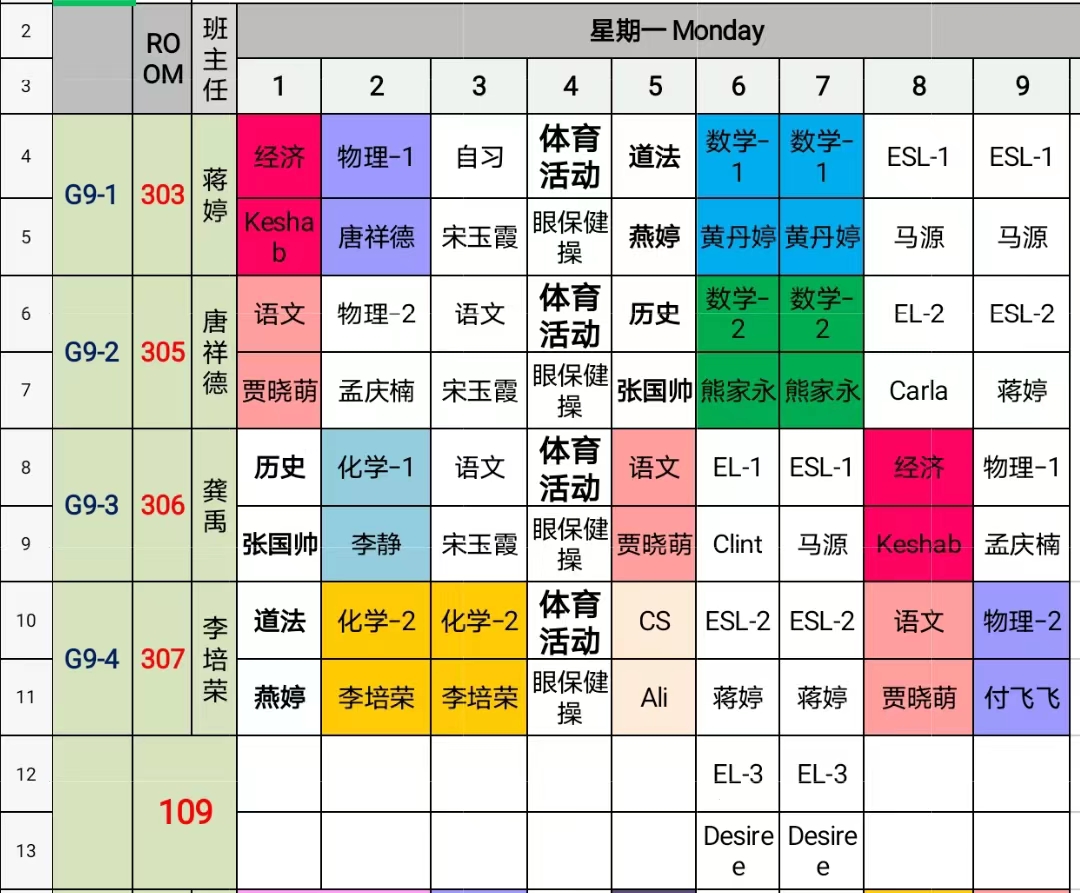 2
RO
OM
班
主
任
星期一 Monday
3
1 2 3 4 5 6 7 8 9
4
G9-1
303
蒋
婷
经济 物理-1 自习 体育
活动 道法 数学-
1 数学-
1 ESL-1 ESL-1
5
Kesha
b 唐祥德 宋玉霞 眼保健
操 燕婷 黄丹婷 黄丹婷 马源 马源
6
G9-2
305
唐
祥
德
语文 物理-2 语文 体育
活动 历史 数学-
2 数学-
2 EL-2 ESL-2
7
贾晓萌 孟庆楠 宋玉霞 眼保健
操 张国帅 熊家永 熊家永 Carla 蒋婷
8
G9-3
306
龚
禹
历史 化学-1 语文 体育
活动 语文 EL-1 ESL-1 经济 物理-1
9
张国帅 李静 宋玉霞 眼保健
操 贾晓萌 Clint 马源 Keshab 孟庆楠
10
G9-4
307
李
培
荣
道法 化学-2 化学-2 体育
活动 CS ESL-2 ESL-2 语文 物理-2
11
燕婷 李培荣 李培荣 眼保健
操 Ali 蒋婷 蒋婷 贾晓萌 付飞飞
12
109
EL-3 EL-3
13
Desire
e Desire
e